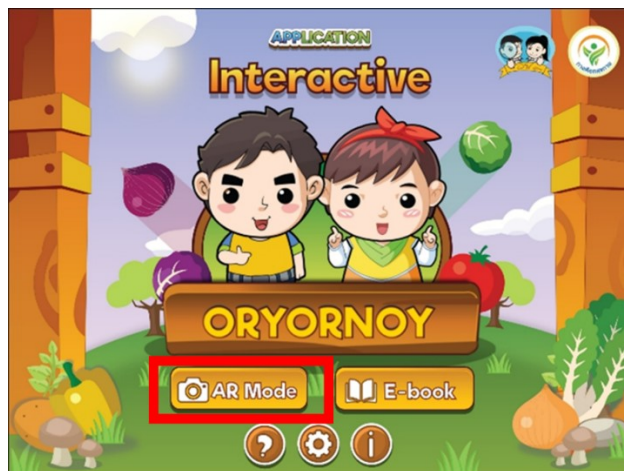 APPLICATION
Interactive
ORYORNOY
AR Mode
E-book
?
i